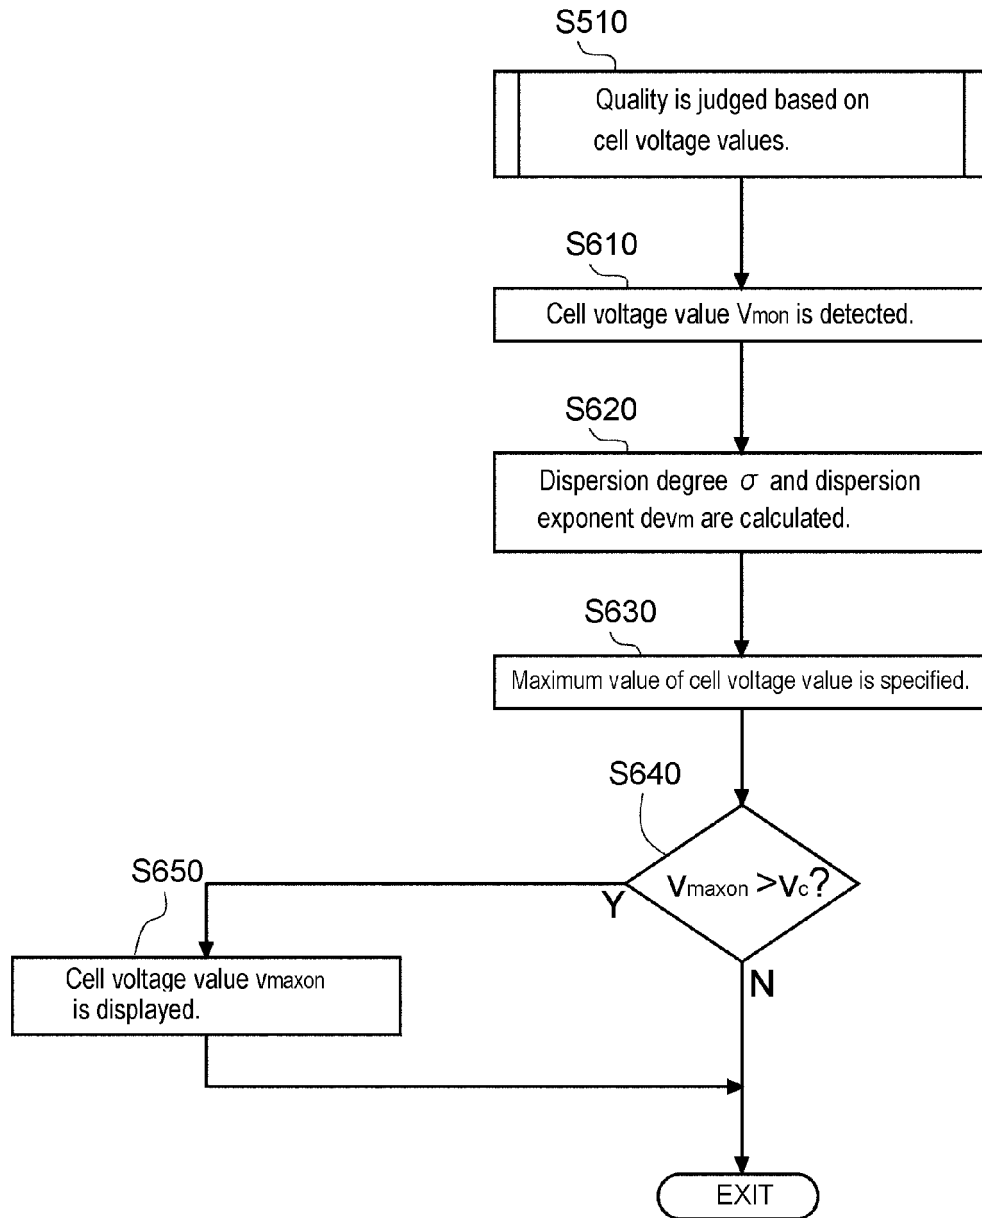 S510
Quality is judged based on
cell voltage values.
S610
Cell voltage value Vmon is detected.
S620
Dispersion degree σ and dispersion
exponent devm are calculated.
S630
Maximum value of cell voltage value is specified.
S640
Vmaxon >Vc?
Y
N
S650
Cell voltage value vmaxon
is displayed.
EXIT